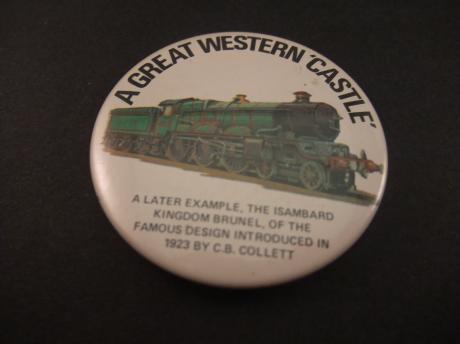 A GREAT WESTERN 'CASTLE'
A LATER EXAMPLE, THE ISAMBARD
KINGDOM BRUNEL, OF THE
FAMOUS DESIGN INTRODUCED IN
1923 BY C.B. COLLETT